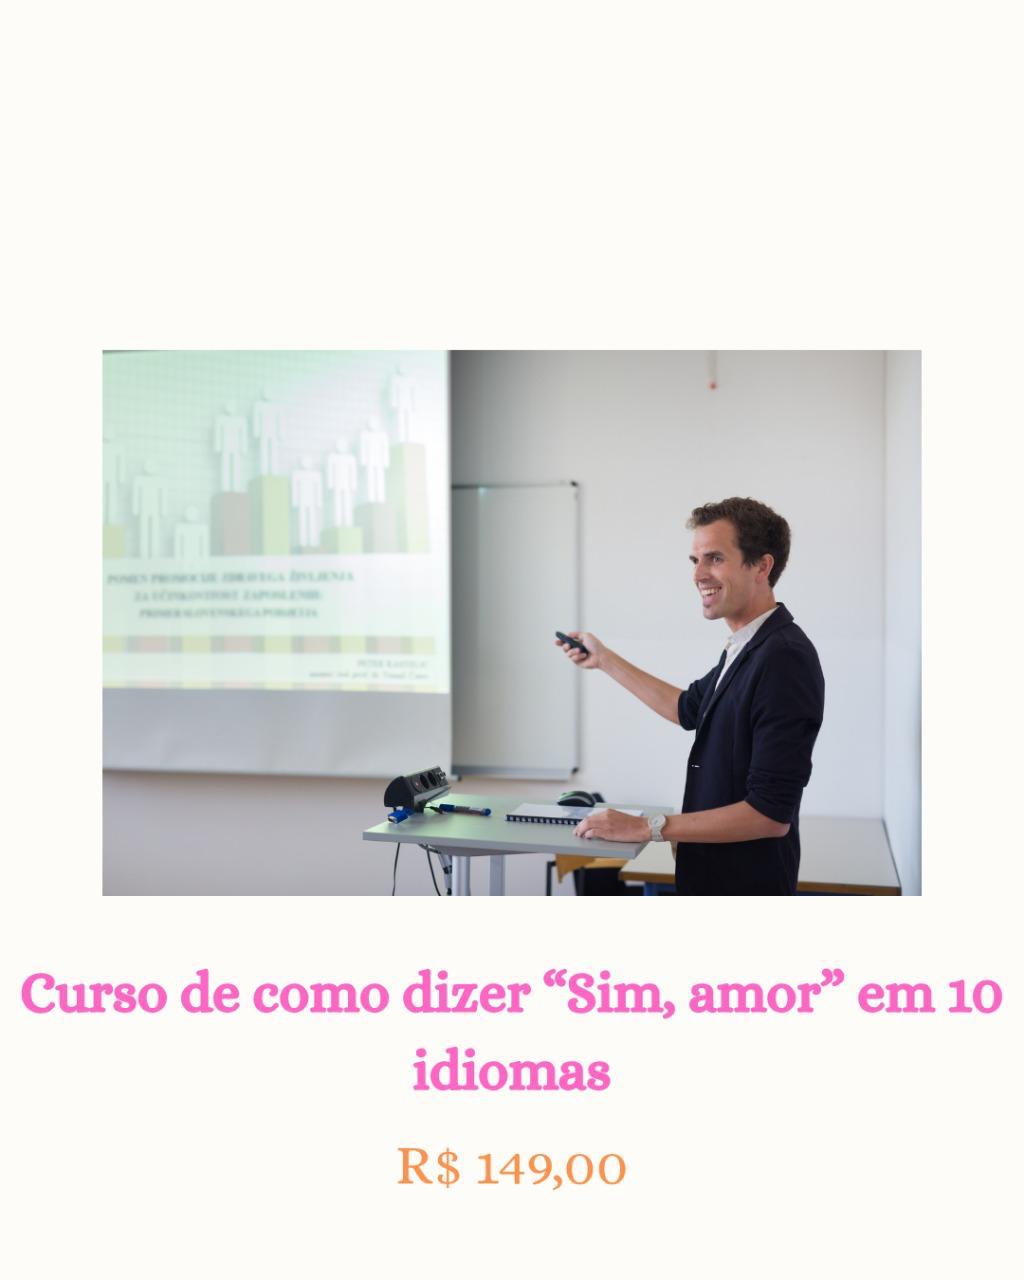 POMEN PROMOCIJE ZDRAVEGA ŽIVLJENJA
ZA UČINKOVITOST ZAPOSLENIH:
PRIMER SLOVENSKEGA PODJETJA
PETER
Curso de como dizer “Sim, amor” em 10
idiomas
R$ 149,00